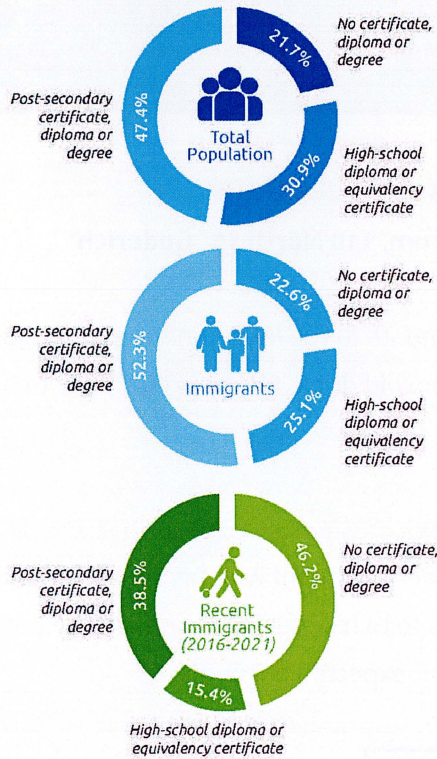 No certificate,
diploma or
degree
21.7%
Post-secondary
certificate,
diploma or
degree
47.4%
Total
Population
30.9%
High-school
diploma or
equivalency
certificate
No certificate,
diploma or
degree
22.6%
Post-secondary
certificate,
diploma or
degree
52.3%
Immigrants
25.1%
High-school
diploma or
equivalency
certificate
No certificate,
diploma or
degree
46.2%
Post-secondary
certificate,
diploma or
degree
38.5%
Recent
Immigrants
(2016-2021)
15.4%
High-school diploma or
equivalency certificate